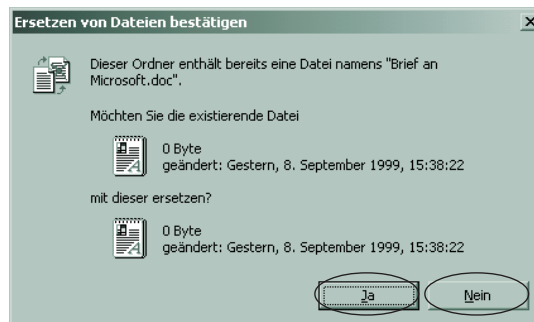 Ersetzen von Dateien bestätigen
Dieser Ordner enthält bereits eine Datei namens "Brief an
Microsoft.doc".
Möchten Sie die existierende Datei
0 Byte
geändert: Gestern, 8. September 1999, 15:38:22
mit dieser ersetzen?
0 Byte
geändert: Gestern, 8. September 1999, 15:38:22
Ja Nein